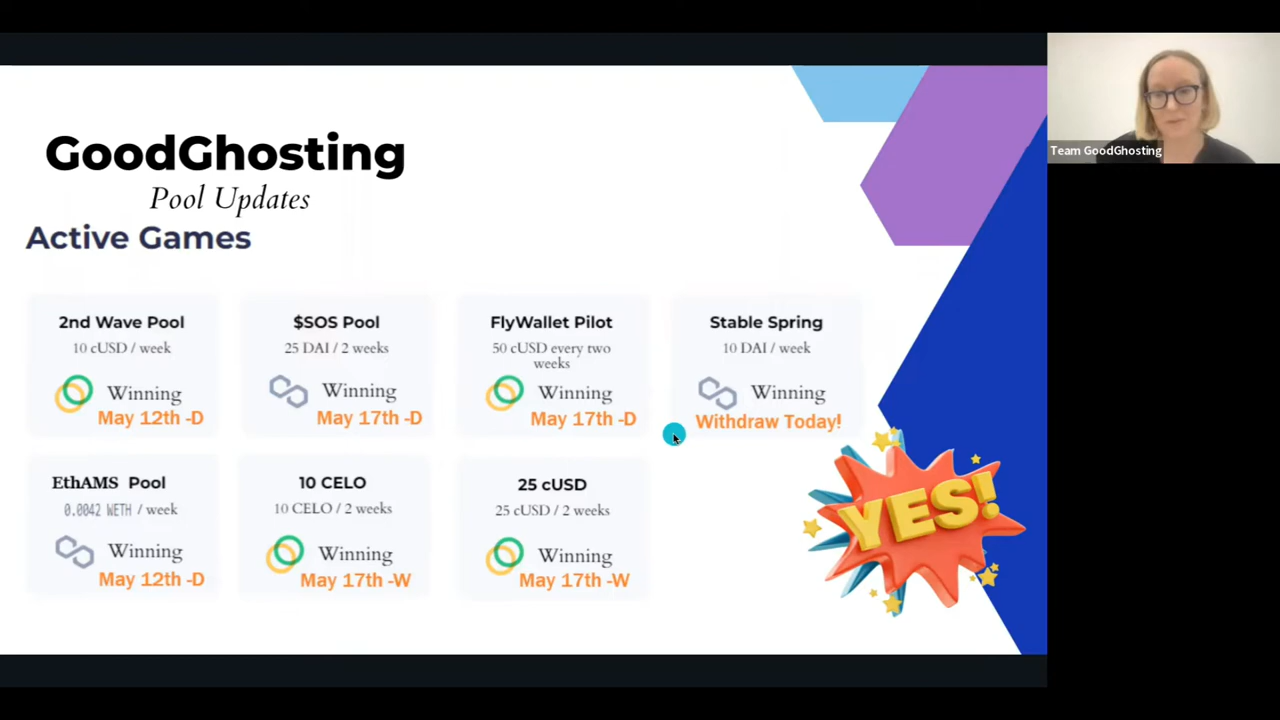 GoodGhosting
Pool Updates
Active Games
2nd Wave Pool
10 cUSD / week
Winning
May 12th -D
$SOS Pool
25 DAI / 2 weeks
Winning
May 17th -D
FlyWallet Pilot
50 cUSD every two
weeks
Winning
May 17th -D
Stable Spring
10 DAI / week
Winning
Withdraw Today!
EthAMS Pool
0.0042 WETH / week
Winning
May 12th -D
10 CELO
10 CELO / 2 weeks
Winning
May 17th -W
25 cUSD
25 cUSD / 2 weeks
Winning
May 17th -W
YES!
Team GoodGhosting